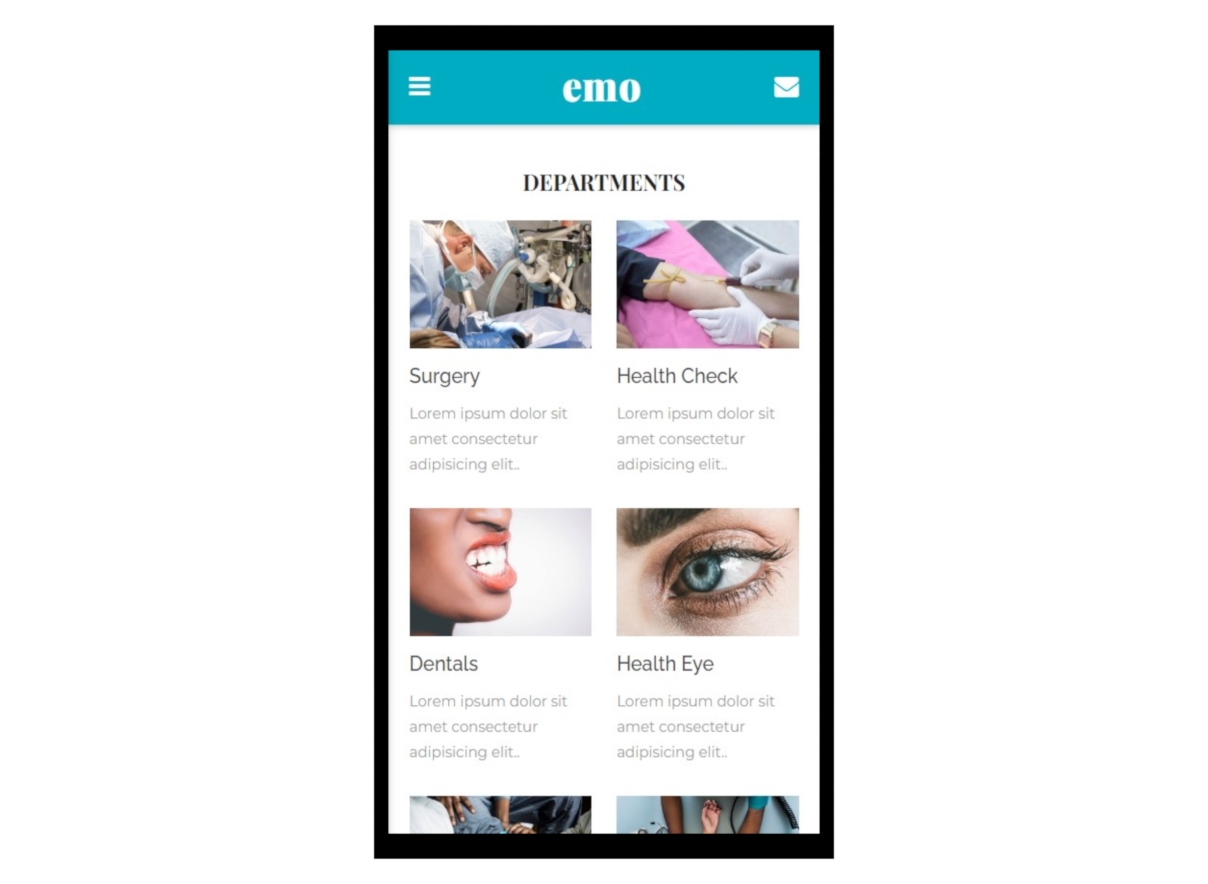 emo
DEPARTMENTS
Surgery
Lorem ipsum dolor sit
amet consectetur
adipisicing elit..
Health Check
Lorem ipsum dolor sit
amet consectetur
adipisicing elit..
Dentals
Lorem ipsum dolor sit
amet consectetur
adipisicing elit..
Health Eye
Lorem ipsum dolor sit
amet consectetur
adipisicing elit..